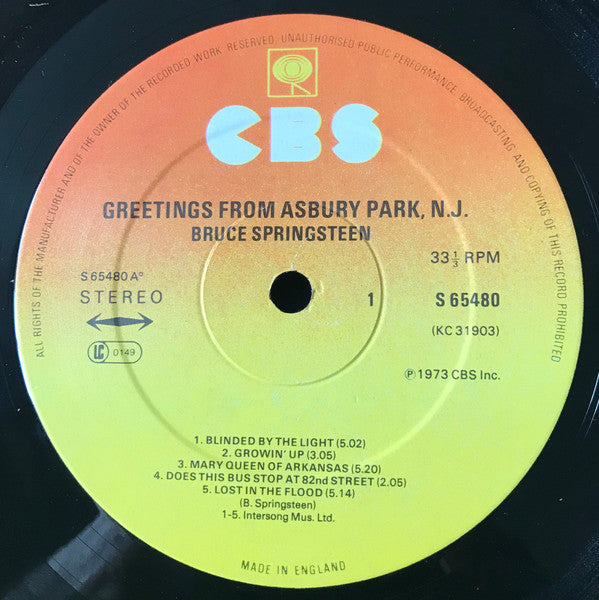 ALL RIGHTS OF THE MANUFACTURER AND OF THE OWNER OF THE RECORDED WORK RESERVED. UNAUTHORISED PUBLIC PERFORMANCE, BROADCASTING AND COPYING OF THIS RECORD PROHIBITED
CBS
GREETINGS FROM ASBURY PARK, N.J.
BRUCE SPRINGSTEEN
33⅓ RPM
S 65480 A°
STEREO
1
S 65480
(KC 31903)
LC 0149
℗ 1973 CBS Inc.
1. BLINDED BY THE LIGHT (5.02)
2. GROWIN' UP (3.05)
3. MARY QUEEN OF ARKANSAS (5.20)
4. DOES THIS BUS STOP AT 82nd STREET (2.05)
5. LOST IN THE FLOOD (5.14)
(B. Springsteen)
1-5. Intersong Mus. Ltd.
MADE IN ENGLAND